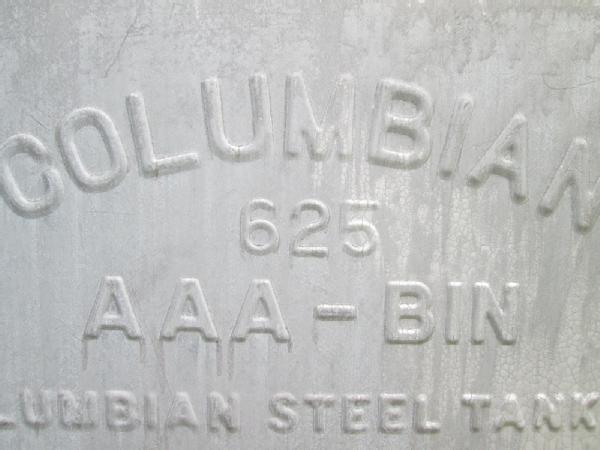 COLUMBIAN
625
AAA-BIN
LUMBIAN STEEL TANK